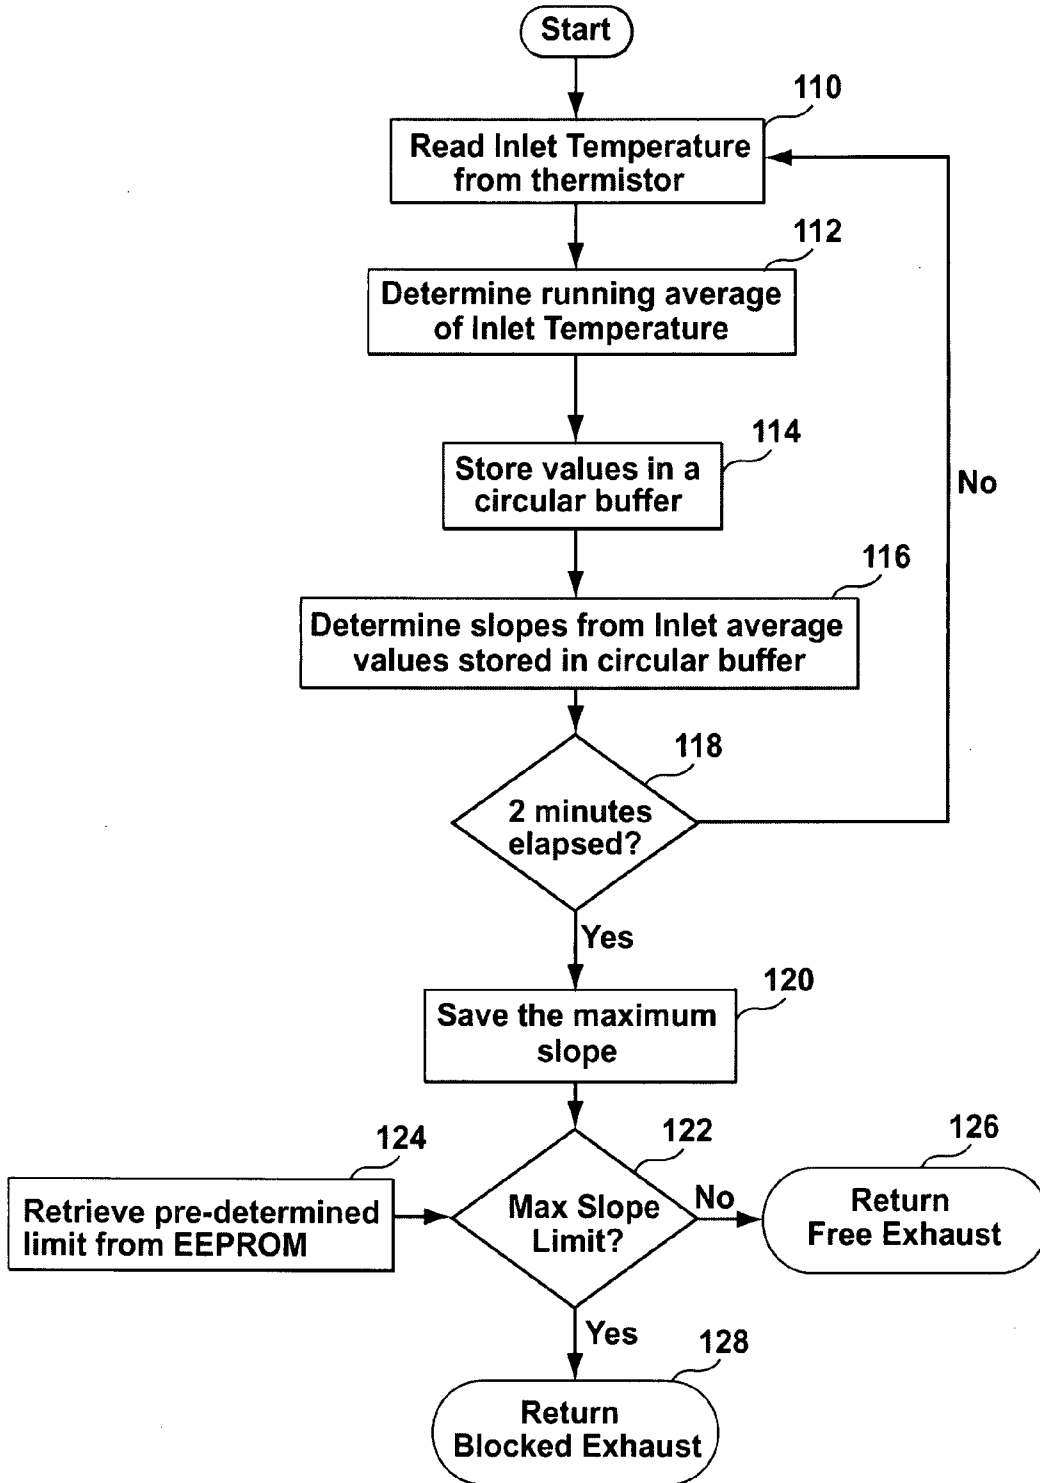 Start
110
Read Inlet Temperature
from thermistor
112
Determine running average
of Inlet Temperature
114
Store values in a
circular buffer
No
116
Determine slopes from Inlet average
values stored in circular buffer
118
2 minutes
elapsed?
Yes
120
Save the maximum
slope
124
Retrieve pre-determined
limit from EEPROM
122
Max Slope
Limit?
No
126
Return
Free Exhaust
Yes
128
Return
Blocked Exhaust